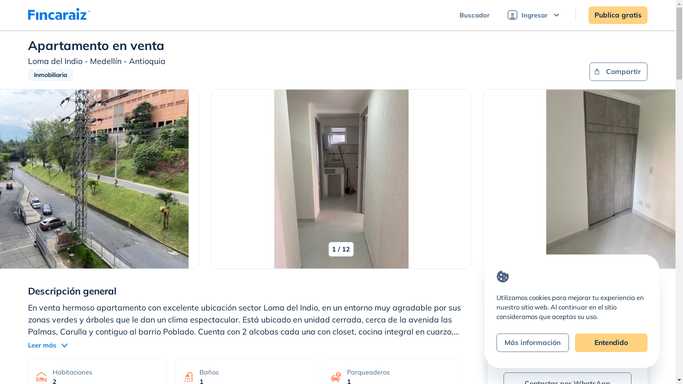 Fincaraiz
Buscador
Ingresar
Publica gratis
Apartamento en venta
Loma del Indio - Medellín - Antioquia
Inmobiliaria
Compartir
1 / 12
Descripción general
En venta hermoso apartamento con excelente ubicación sector Loma del Indio, en un entorno muy agradable por sus
zonas verdes y árboles que le dan un clima espectacular. Está ubicado en unidad cerrada, cerca de la avenida las
Palmas, Carulla y contiguo al barrio Poblado. Cuenta con 2 alcobas cada una con closet, cocina integral en cuarzo,...
Leer más
Habitaciones
2
Baños
1
Parqueaderos
1
Utilizamos cookies para mejorar tu experiencia en
nuestro sitio web. Al continuar en el sitio
consideramos que aceptas su uso.
Más información
Entendido
Contactar por WhatsApp